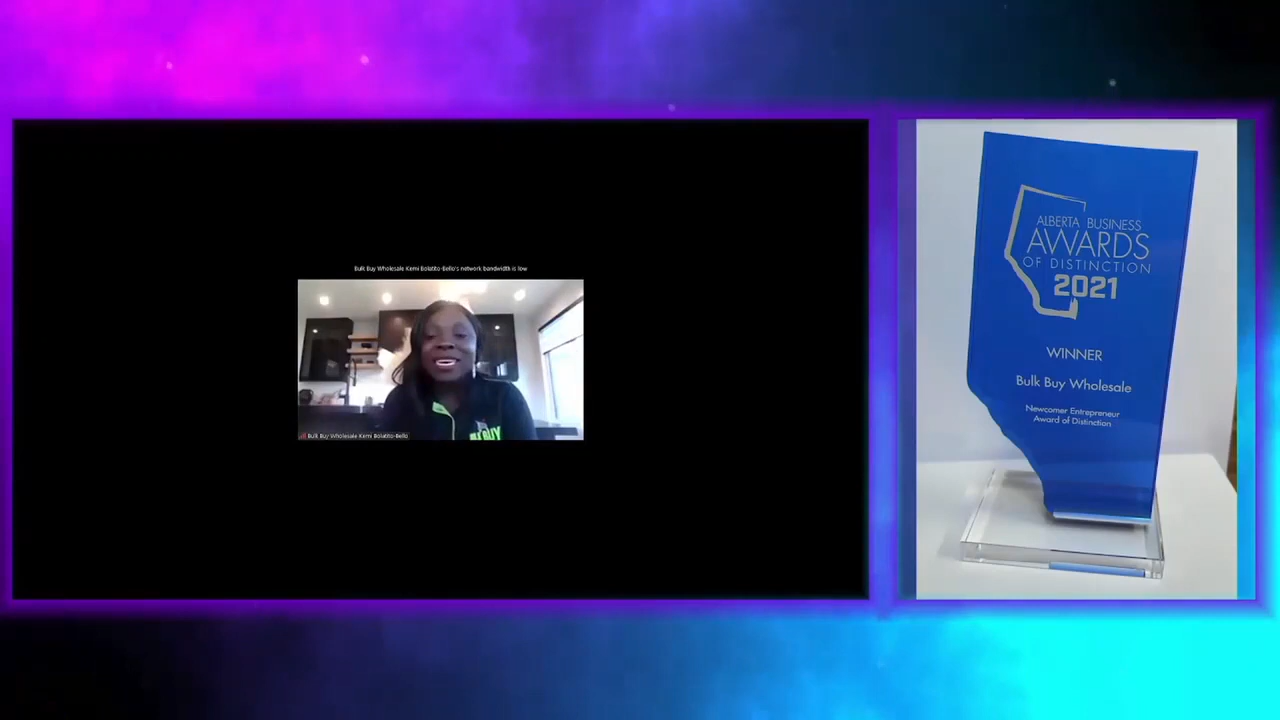 Bulk Buy Wholesale Kemi Bolatito-Bello's network bandwidth is low
Bulk Buy Wholesale Kemi Bolatito-Bello
ALBERTA BUSINESS
AWARDS
OF DISTINCTION
2021
WINNER
Bulk Buy Wholesale
Newcomer Entrepreneur
Award of Distinction